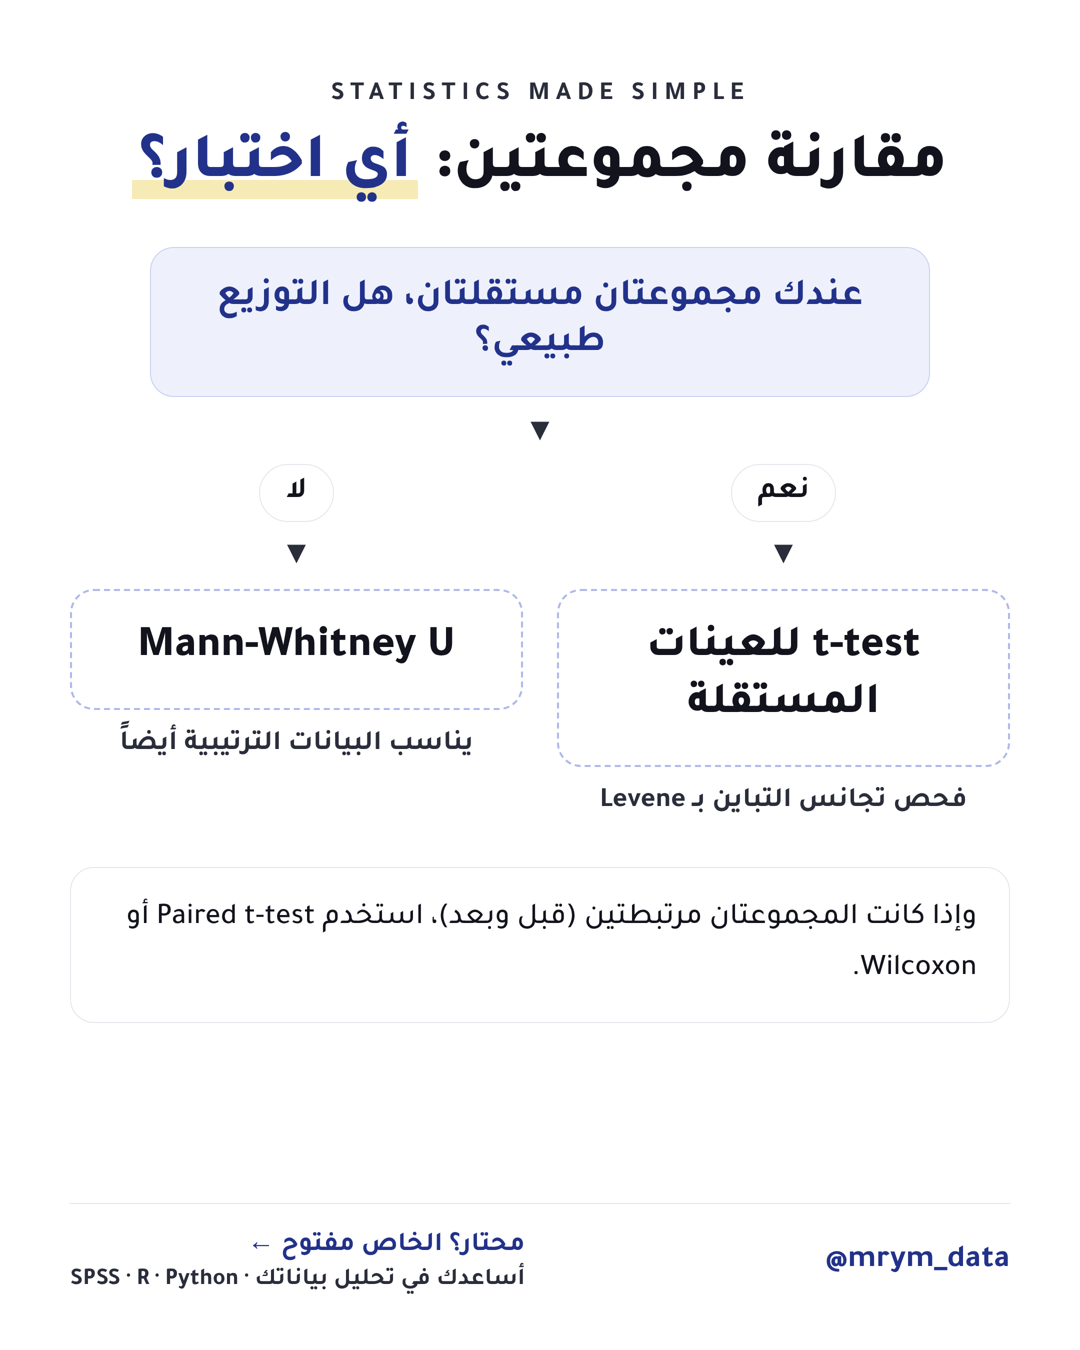 STATISTICS MADE SIMPLE
مقارنة مجموعتين: أي اختبار؟
عندك مجموعتان مستقلتان، هل التوزيع
طبيعي؟
▼
نعم
لا
▼
▼
t-test للعينات
المستقلة
Mann-Whitney U
فحص تجانس التباين بـ Levene
يناسب البيانات الترتيبية أيضاً
وإذا كانت المجموعتان مرتبطتين (قبل وبعد)، استخدم Paired t-test أو
Wilcoxon.
@mrym_data
محتار؟ الخاص مفتوح ←
أساعدك في تحليل بياناتك · SPSS · R · Python